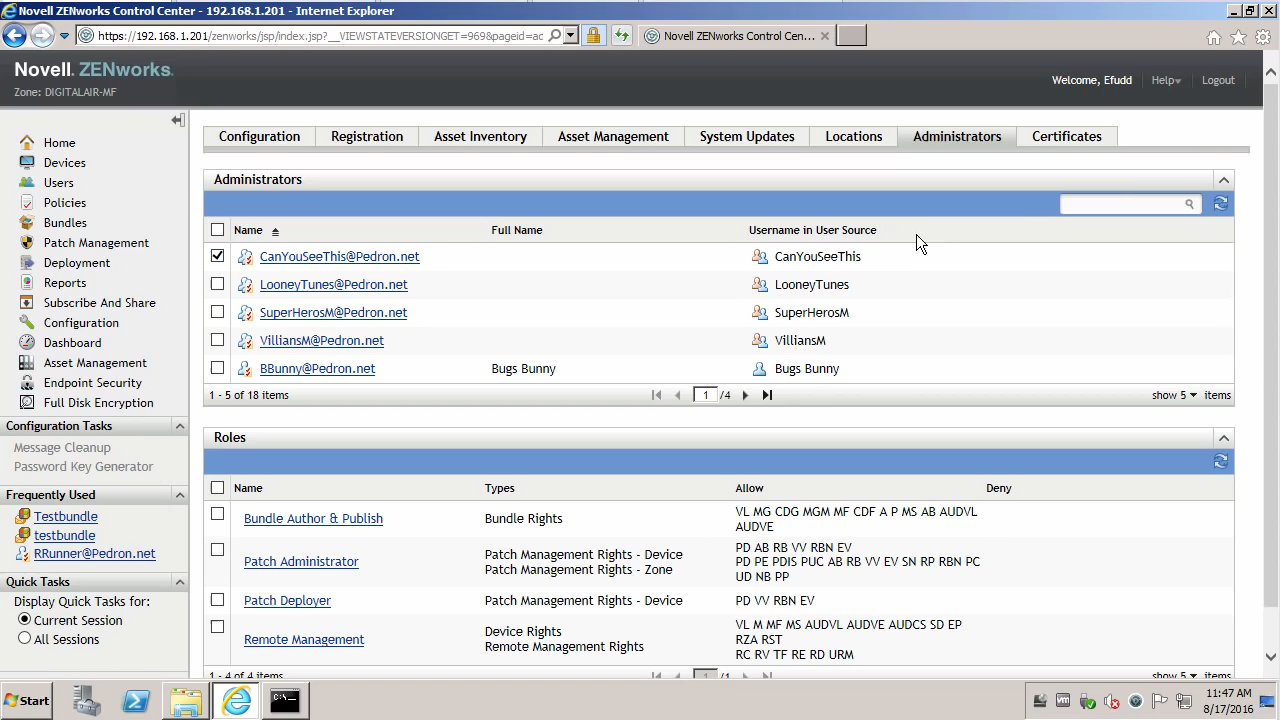 Novell ZENworks Control Center - 192.168.1.201 - Internet Explorer
https://192.168.1.201/zenworks/jsp/index.jsp?__VIEWSTATEVERSIONGET=969&pageid=ac
Novell ZENworks Control Cen...
Novell. ZENworks.
Zone: DIGITALAIR-MF
Welcome, Efudd
Help
Logout
Home
Devices
Users
Policies
Bundles
Patch Management
Deployment
Reports
Subscribe And Share
Configuration
Dashboard
Asset Management
Endpoint Security
Full Disk Encryption
Configuration Tasks
Message Cleanup
Password Key Generator
Frequently Used
Testbundle
testbundle
RRunner@Pedron.net
Quick Tasks
Display Quick Tasks for:
Current Session
All Sessions
Configuration Registration Asset Inventory Asset Management System Updates Locations Administrators Certificates
Administrators
Name Full Name Username in User Source
CanYouSeeThis@Pedron.net CanYouSeeThis
LooneyTunes@Pedron.net LooneyTunes
SuperHerosM@Pedron.net SuperHerosM
VilliansM@Pedron.net VilliansM
BBunny@Pedron.net Bugs Bunny Bugs Bunny
1 - 5 of 18 items 1 /4 show 5 items
Roles
Name Types Allow Deny
Bundle Author & Publish Bundle Rights VL MG CDG MGM MF CDF A P MS AB AUDVL
AUDVE
Patch Administrator Patch Management Rights - Device PD AB RB VV RBN EV
Patch Management Rights - Zone PD PE PDIS PUC AB RB VV EV SN RP RBN PC
UD NB PP
Patch Deployer Patch Management Rights - Device PD VV RBN EV
Remote Management Device Rights VL M MF MS AUDVL AUDVE AUDCS SD EP
RZA RST
Remote Management Rights RC RV TF RE RD URM
1 - 4 of 4 items 1 /1 show 5 items
Start
11:47 AM
8/17/2016